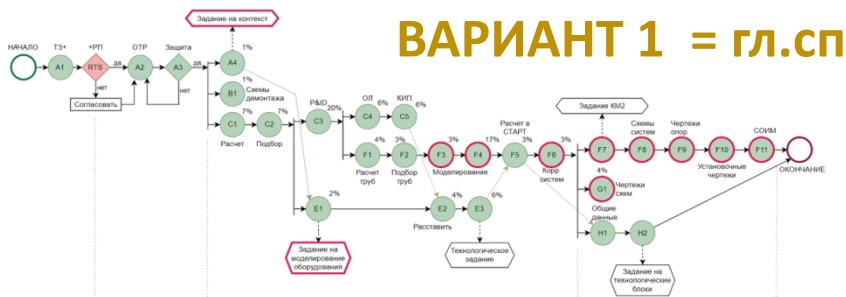 ВАРИАНТ 1 = гл.сп
Задание на контекст
НАЧАЛО
ТЗ+
+РП
ОТР
Защита
A1
RTS
да
A2
A3
да
нет
нет
Согласовать
A4
1%
B1
1%
Схемы
демонтажа
C1
7%
Расчет
C2
7%
Подбор
P&ID
C3
20%
ОЛ
C4
6%
КИП
C5
6%
F1
4%
Расчет
труб
F2
3%
Подбор
труб
F3
3%
F4
17%
Моделирование
Расчет в
СТАРТ
F5
3%
F6
3%
Корр.
систем
Задание КМ2
F7
Схемы
систем
F8
Чертежи
опор
F9
F10
Установочные
чертежи
СОИМ
F11
ОКОНЧАНИЕ
4%
G1
Чертежи
схем
Общие
данные
H1
H2
E1
2%
E2
4%
Расставить
E3
6%
Задание на
моделирование
оборудования
Технологическое
задание
Задание на
технологические
блоки